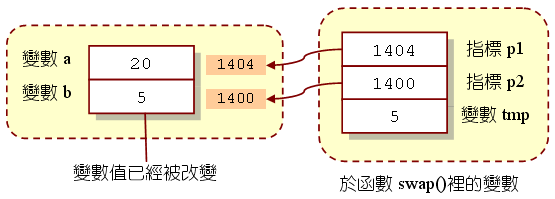 變數 a 20 1404 1404 指標 p1
變數 b 5 1400 1400 指標 p2
5 變數 tmp
變數值已經被改變
於函數 swap()裡的變數